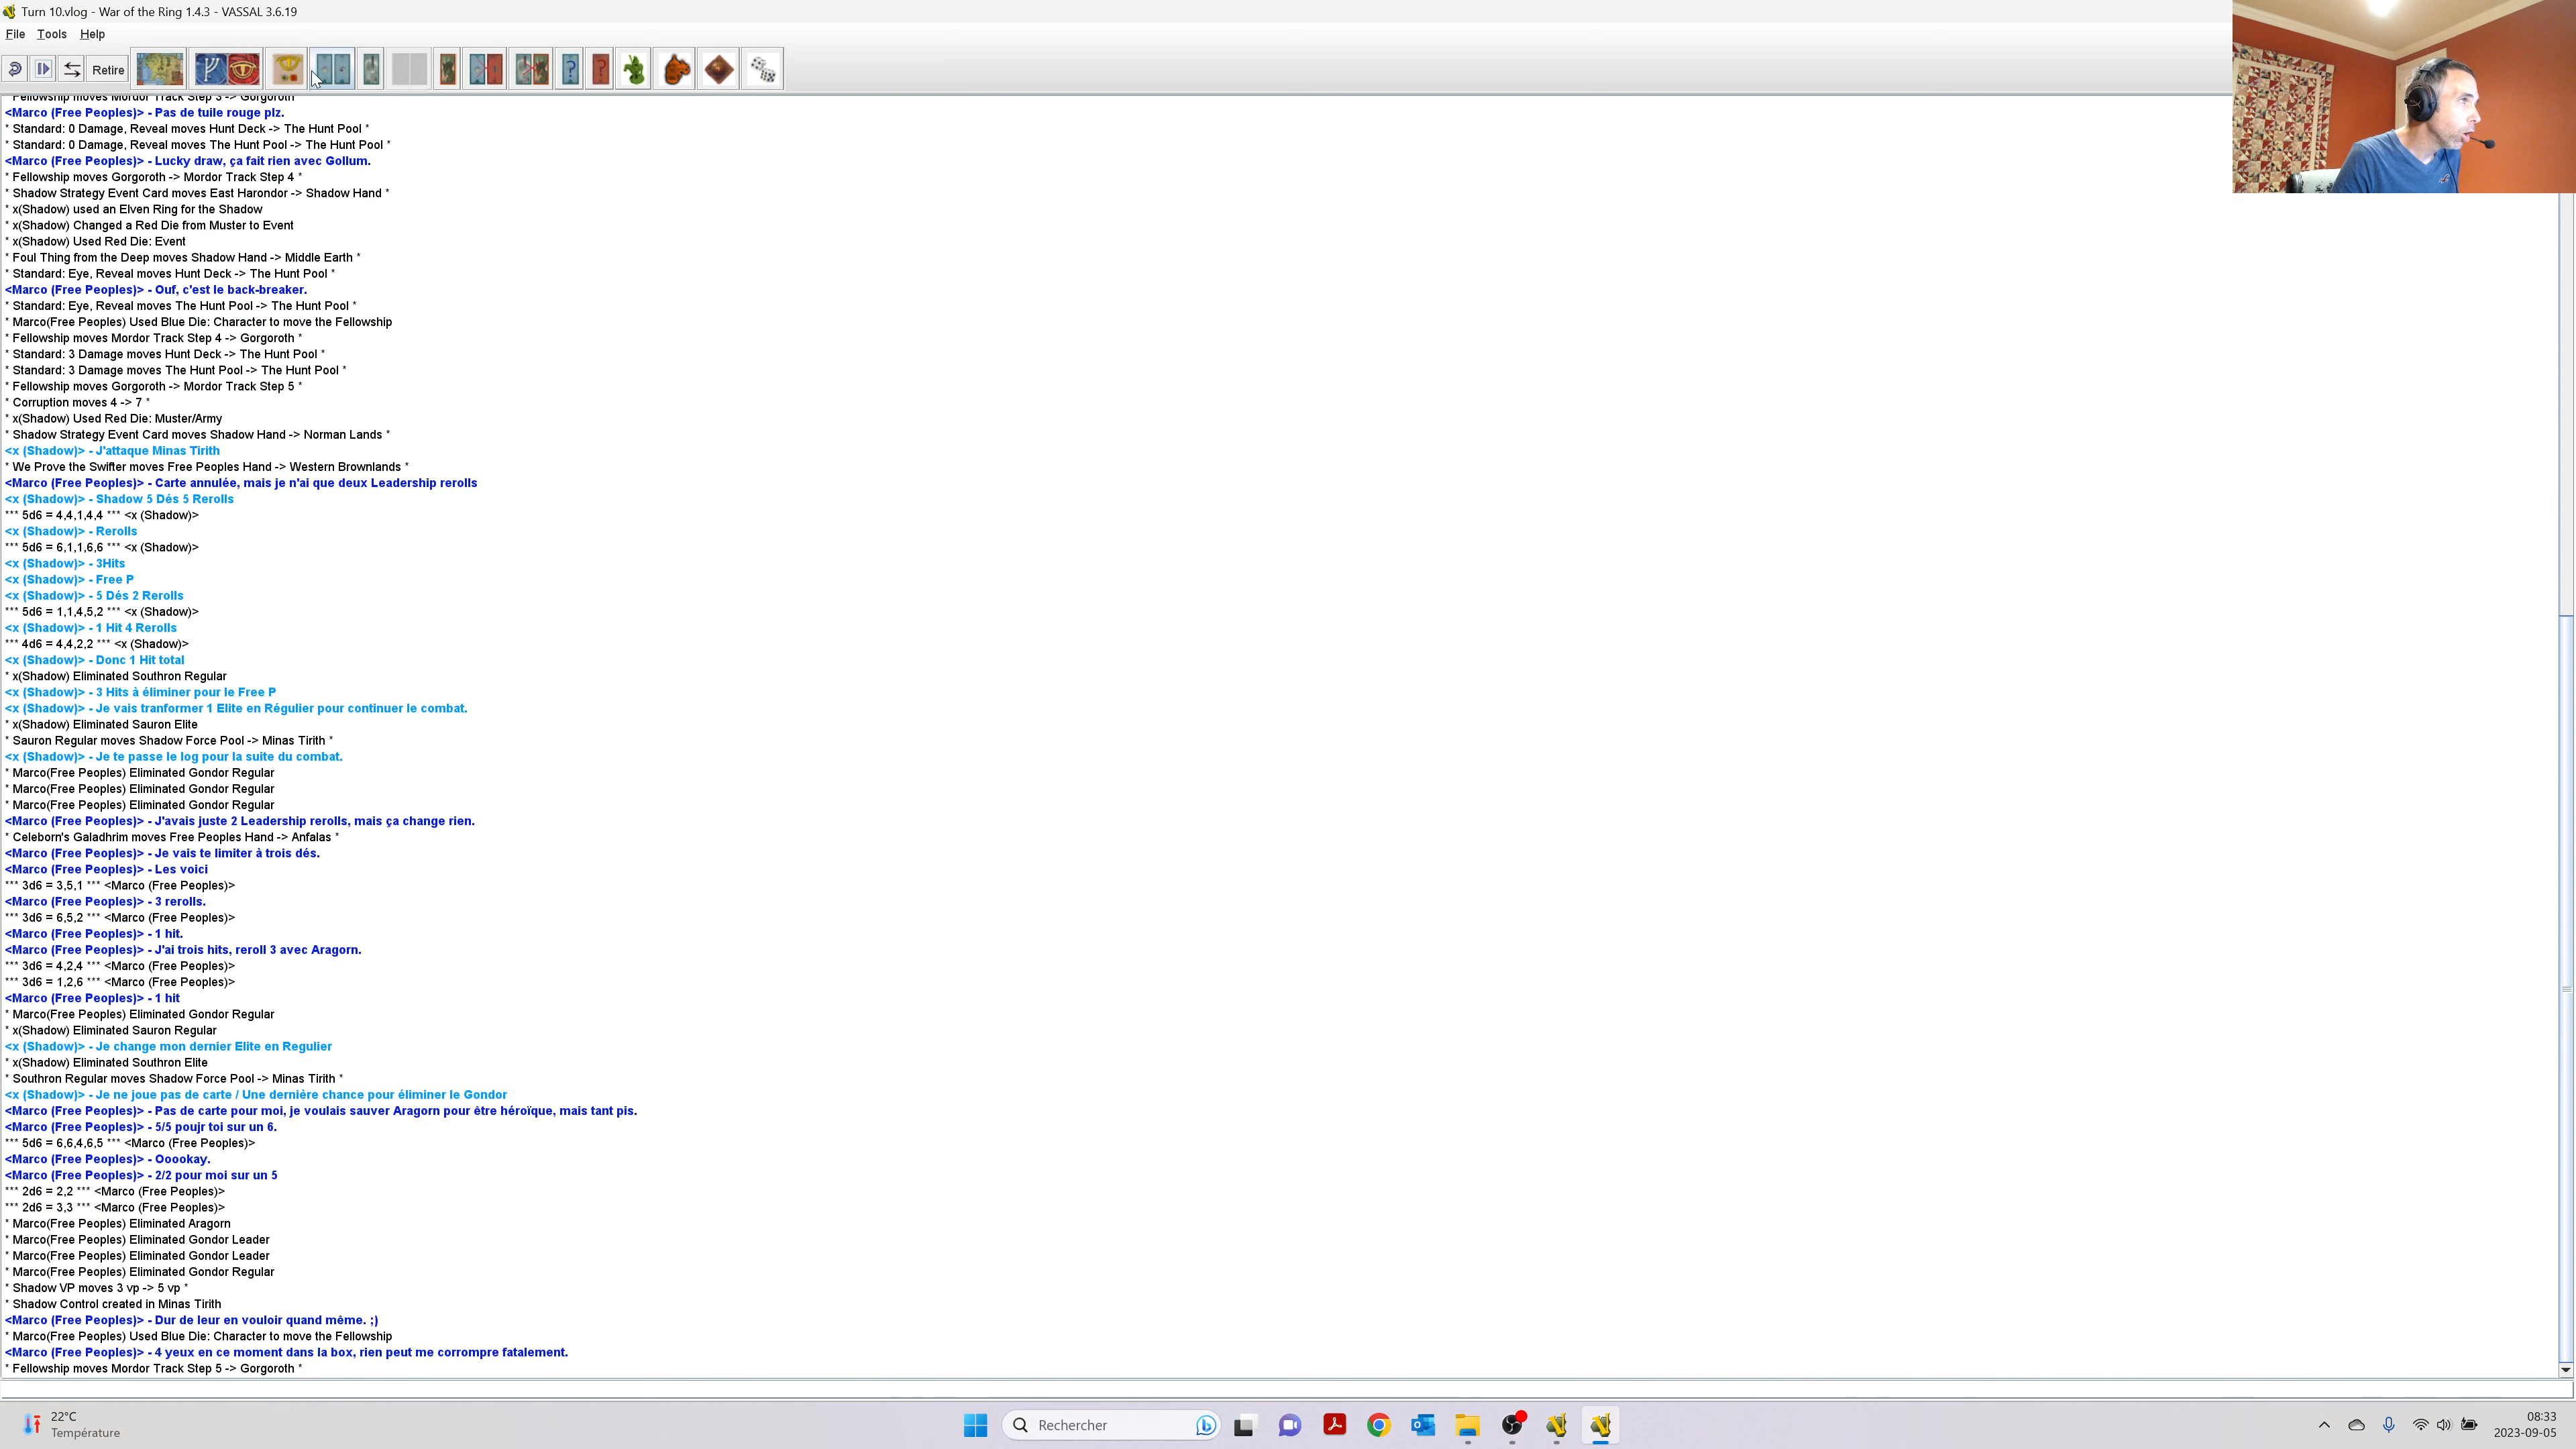 Turn 10.vlog - War of the Ring 1.4.3 - VASSAL 3.6.19
File Tools Help
Retire
* Fellowship moves Mordor Track Step 3 -> Gorgoroth *
<Marco (Free Peoples)> - Pas de tuile rouge plz.
* Standard: 0 Damage, Reveal moves Hunt Deck -> The Hunt Pool *
* Standard: 0 Damage, Reveal moves The Hunt Pool -> The Hunt Pool *
<Marco (Free Peoples)> - Lucky draw, ça fait rien avec Gollum.
* Fellowship moves Gorgoroth -> Mordor Track Step 4 *
* Shadow Strategy Event Card moves East Harondor -> Shadow Hand *
* x(Shadow) used an Elven Ring for the Shadow
* x(Shadow) Changed a Red Die from Muster to Event
* x(Shadow) Used Red Die: Event
* Foul Thing from the Deep moves Shadow Hand -> Middle Earth *
* Standard: Eye, Reveal moves Hunt Deck -> The Hunt Pool *
<Marco (Free Peoples)> - Ouf, c'est le back-breaker.
* Standard: Eye, Reveal moves The Hunt Pool -> The Hunt Pool *
* Marco(Free Peoples) Used Blue Die: Character to move the Fellowship
* Fellowship moves Mordor Track Step 4 -> Gorgoroth *
* Standard: 3 Damage moves Hunt Deck -> The Hunt Pool *
* Standard: 3 Damage moves The Hunt Pool -> The Hunt Pool *
* Fellowship moves Gorgoroth -> Mordor Track Step 5 *
* Corruption moves 4 -> 7 *
* x(Shadow) Used Red Die: Muster/Army
* Shadow Strategy Event Card moves Shadow Hand -> Norman Lands *
<x (Shadow)> - J'attaque Minas Tirith
* We Prove the Swifter moves Free Peoples Hand -> Western Brownlands *
<Marco (Free Peoples)> - Carte annulée, mais je n'ai que deux Leadership rerolls
<x (Shadow)> - Shadow 5 Dés 5 Rerolls
*** 5d6 = 4,4,1,4,4 *** <x (Shadow)>
<x (Shadow)> - Rerolls
*** 5d6 = 6,1,1,6,6 *** <x (Shadow)>
<x (Shadow)> - 3Hits
<x (Shadow)> - Free P
<x (Shadow)> - 5 Dés 2 Rerolls
*** 5d6 = 1,1,4,5,2 *** <x (Shadow)>
<x (Shadow)> - 1 Hit 4 Rerolls
*** 4d6 = 4,4,2,2 *** <x (Shadow)>
<x (Shadow)> - Donc 1 Hit total
* x(Shadow) Eliminated Southron Regular
<x (Shadow)> - 3 Hits à éliminer pour le Free P
<x (Shadow)> - Je vais tranformer 1 Elite en Régulier pour continuer le combat.
* x(Shadow) Eliminated Sauron Elite
* Sauron Regular moves Shadow Force Pool -> Minas Tirith *
<x (Shadow)> - Je te passe le log pour la suite du combat.
* Marco(Free Peoples) Eliminated Gondor Regular
* Marco(Free Peoples) Eliminated Gondor Regular
* Marco(Free Peoples) Eliminated Gondor Regular
<Marco (Free Peoples)> - J'avais juste 2 Leadership rerolls, mais ça change rien.
* Celeborn's Galadhrim moves Free Peoples Hand -> Anfalas *
<Marco (Free Peoples)> - Je vais te limiter à trois dés.
<Marco (Free Peoples)> - Les voici
*** 3d6 = 3,5,1 *** <Marco (Free Peoples)>
<Marco (Free Peoples)> - 3 rerolls.
*** 3d6 = 6,5,2 *** <Marco (Free Peoples)>
<Marco (Free Peoples)> - 1 hit.
<Marco (Free Peoples)> - J'ai trois hits, reroll 3 avec Aragorn.
*** 3d6 = 4,2,4 *** <Marco (Free Peoples)>
*** 3d6 = 1,2,6 *** <Marco (Free Peoples)>
<Marco (Free Peoples)> - 1 hit
* Marco(Free Peoples) Eliminated Gondor Regular
* x(Shadow) Eliminated Sauron Regular
<x (Shadow)> - Je change mon dernier Elite en Regulier
* x(Shadow) Eliminated Southron Elite
* Southron Regular moves Shadow Force Pool -> Minas Tirith *
<x (Shadow)> - Je ne joue pas de carte / Une dernière chance pour éliminer le Gondor
<Marco (Free Peoples)> - Pas de carte pour moi, je voulais sauver Aragorn pour être héroïque, mais tant pis.
<Marco (Free Peoples)> - 5/5 poujr toi sur un 6.
*** 5d6 = 6,6,4,6,5 *** <Marco (Free Peoples)>
<Marco (Free Peoples)> - Ooookay.
<Marco (Free Peoples)> - 2/2 pour moi sur un 5
*** 2d6 = 2,2 *** <Marco (Free Peoples)>
*** 2d6 = 3,3 *** <Marco (Free Peoples)>
* Marco(Free Peoples) Eliminated Aragorn
* Marco(Free Peoples) Eliminated Gondor Leader
* Marco(Free Peoples) Eliminated Gondor Leader
* Marco(Free Peoples) Eliminated Gondor Regular
* Shadow VP moves 3 vp -> 5 vp *
* Shadow Control created in Minas Tirith
<Marco (Free Peoples)> - Dur de leur en vouloir quand même. ;)
* Marco(Free Peoples) Used Blue Die: Character to move the Fellowship
<Marco (Free Peoples)> - 4 yeux en ce moment dans la box, rien peut me corrompre fatalement.
* Fellowship moves Mordor Track Step 5 -> Gorgoroth *
22°C
Température
Rechercher
08:33
2023-09-05